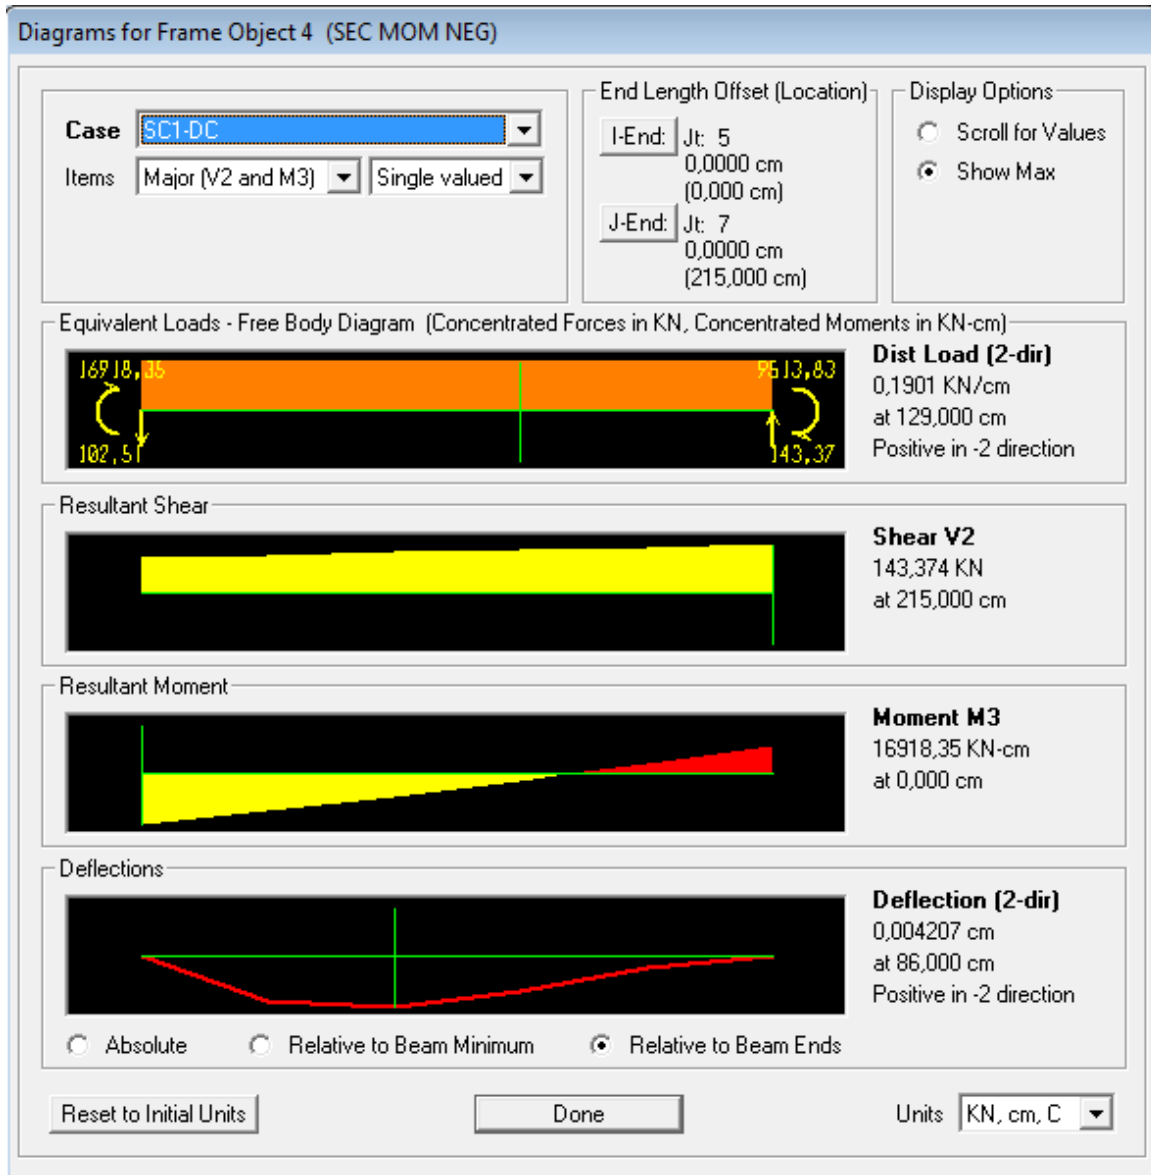 Diagrams for Frame Object 4 (SEC MOM NEG)
Case SC1-DC
Items Major (V2 and M3) Single valued
End Length Offset (Location)
I-End: Jt: 5
0,0000 cm
(0,000 cm)
J-End: Jt: 7
0,0000 cm
(215,000 cm)
Display Options
Scroll for Values
Show Max
Equivalent Loads - Free Body Diagram (Concentrated Forces in KN, Concentrated Moments in KN-cm)
16918,35
9613,83
102,51
143,37
Dist Load (2-dir)
0,1901 KN/cm
at 129,000 cm
Positive in -2 direction
Resultant Shear
Shear V2
143,374 KN
at 215,000 cm
Resultant Moment
Moment M3
16918,35 KN-cm
at 0,000 cm
Deflections
Deflection (2-dir)
0,004207 cm
at 86,000 cm
Positive in -2 direction
Absolute Relative to Beam Minimum Relative to Beam Ends
Reset to Initial Units Done Units KN, cm, C